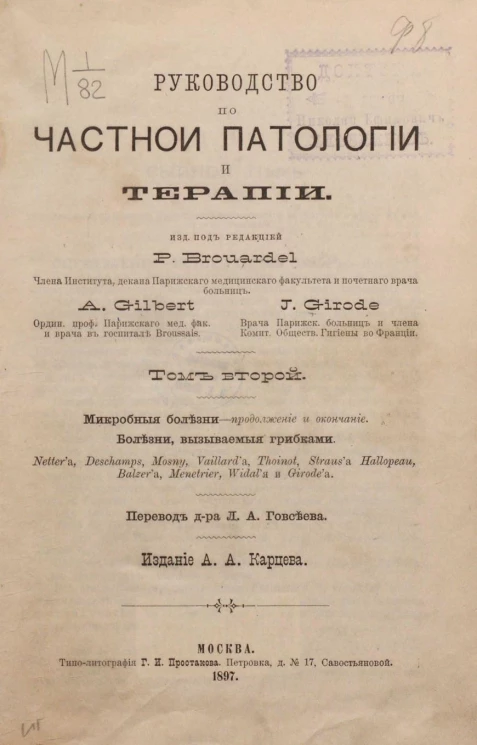 М 1/82
РУКОВОДСТВО
ПО
ЧАСТНОЙ ПАТОЛОГІИ
И
ТЕРАПІИ.
ИЗД. ПОДЪ РЕДАКЦІЕЙ
P. Brouardel
Члена Института, декана Парижскаго медицинскаго факультета и почетнаго врача
больницъ.
A. Gilbert J. Girode
Ордин. проф. Парижскаго мед. фак. Врача Парижск. больницъ и члена
и врача въ госпиталѣ Broussais. Комит. Обществ. Гигіены во Франціи.
Томъ второй.
Микробныя болѣзни—продолженіе и окончаніе.
Болѣзни, вызываемыя грибками.
Netter'а, Deschamps, Mosny, Vaillard'а, Thoinot, Straus'а Hallopeau,
Balzer'а, Menetrier, Widal'я и Girode'а.
Переводъ д-ра Л. А. Говсѣева.
Изданіе А. А. Карцева.
МОСКВА.
Типо-литографія Г. И. Простакова. Петровка, д. № 17, Савостьяновой.
1897.